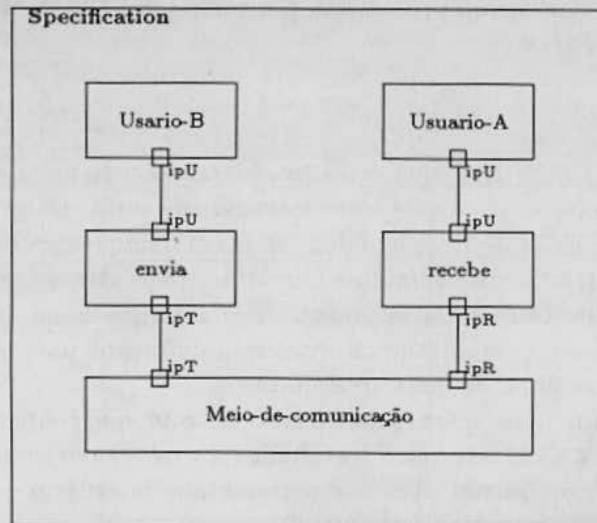 Specification
Usario-B Usuario-A
ipU ipU
ipU ipU
envia recebe
ipT ipR
ipT ipR
Meio-de-comunicação